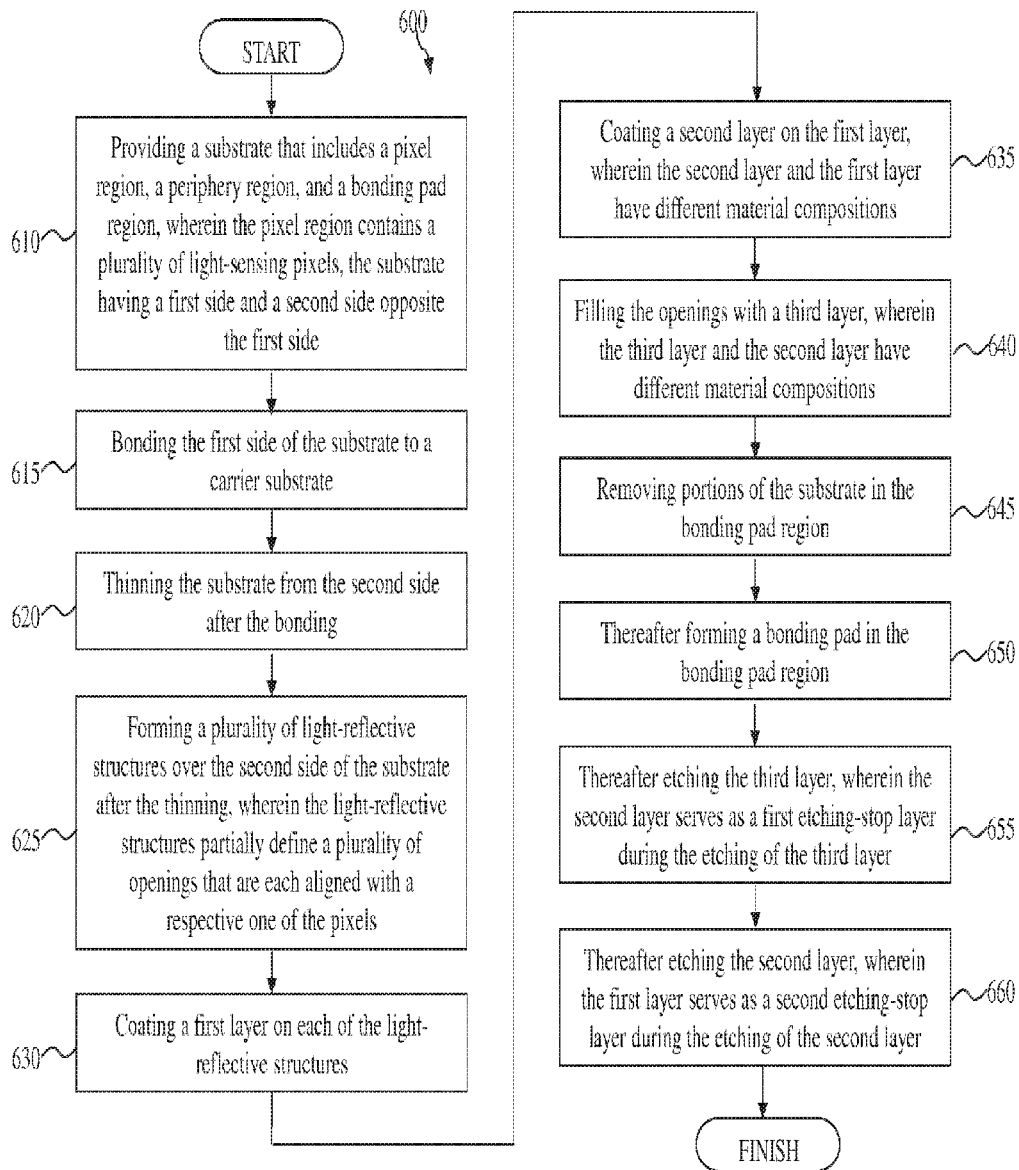 START
600
610
Providing a substrate that includes a pixel
region, a periphery region, and a bonding pad
region, wherein the pixel region contains a
plurality of light-sensing pixels, the substrate
having a first side and a second side opposite
the first side
615
Bonding the first side of the substrate to a
carrier substrate
620
Thinning the substrate from the second side
after the bonding
625
Forming a plurality of light-reflective
structures over the second side of the substrate
after the thinning, wherein the light-reflective
structures partially define a plurality of
openings that are each aligned with a
respective one of the pixels
630
Coating a first layer on each of the light-
reflective structures
Coating a second layer on the first layer,
wherein the second layer and the first layer
have different material compositions
635
Filling the openings with a third layer, wherein
the third layer and the second layer have
different material compositions
640
Removing portions of the substrate in the
bonding pad region
645
Thereafter forming a bonding pad in the
bonding pad region
650
Thereafter etching the third layer, wherein the
second layer serves as a first etching-stop layer
during the etching of the third layer
655
Thereafter etching the second layer, wherein
the first layer serves as a second etching-stop
layer during the etching of the second layer
660
FINISH